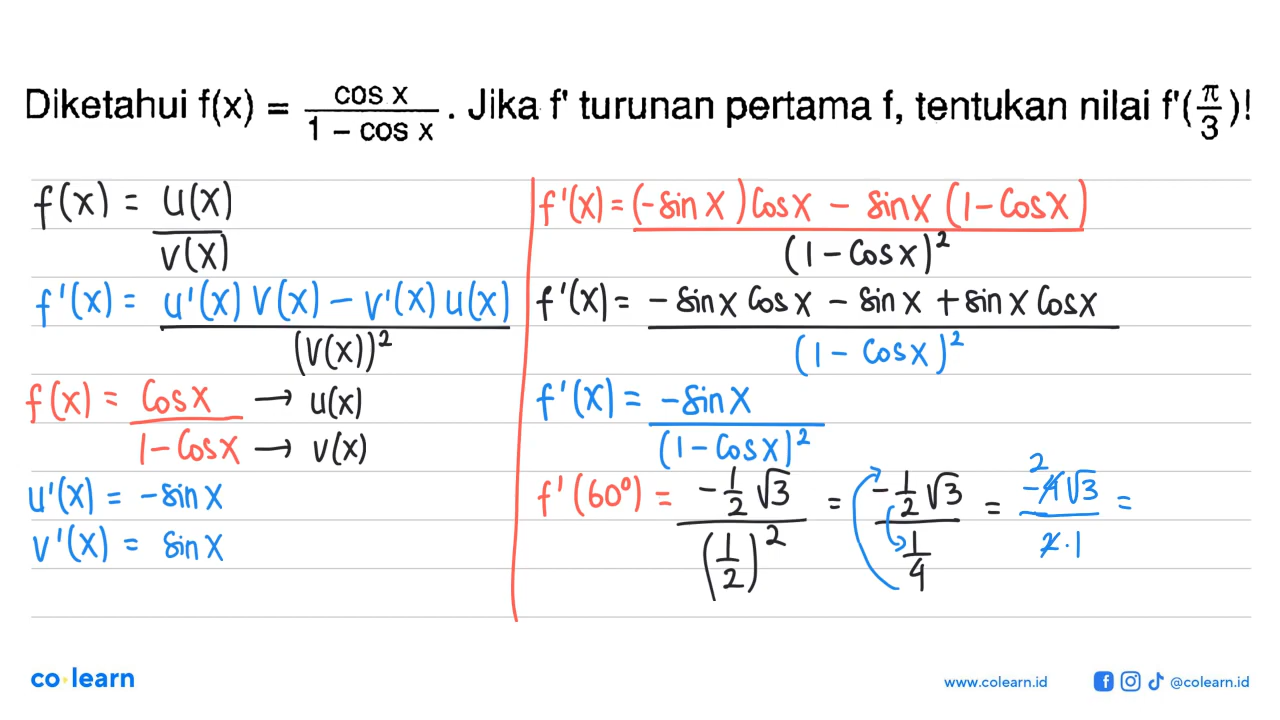 Diketahui f(x) = cos x / 1 - cos x . Jika f' turunan pertama f, tentukan nilai f'(π/3)!
f(x) = u(x) / v(x)
f'(x) = u'(x) v(x) - v'(x) u(x) / (v(x))²
f(x) = Cos x / 1 - Cos x → u(x) → v(x)
u'(x) = -sin x
v'(x) = sin x
f'(x) = (-sin x) Cos x - sin x (1 - Cos x) / (1 - Cos x)²
f'(x) = - sin x Cos x - sin x + sin x Cos x / (1 - Cos x)²
f'(x) = - sin x / (1 - Cos x)²
f'(60°) = - 1/2 √3 / (1/2)² = - 1/2 √3 / 1/4 = 2 -4√3 / 2 . 1 =
co learn
www.colearn.id
@colearn.id